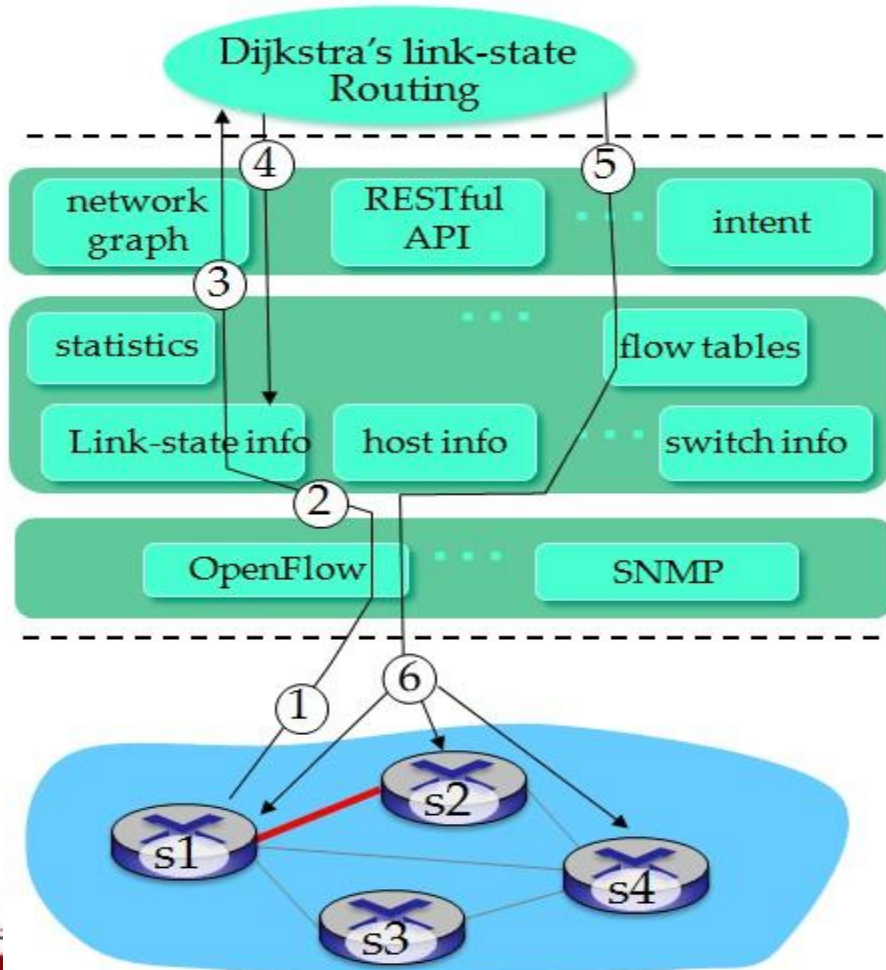 Dijkstra's link-state
Routing
4
5
network
graph
RESTful
API
intent
3
statistics
flow tables
Link-state info
host info
switch info
2
OpenFlow
SNMP
1
6
s2
s1
s4
s3